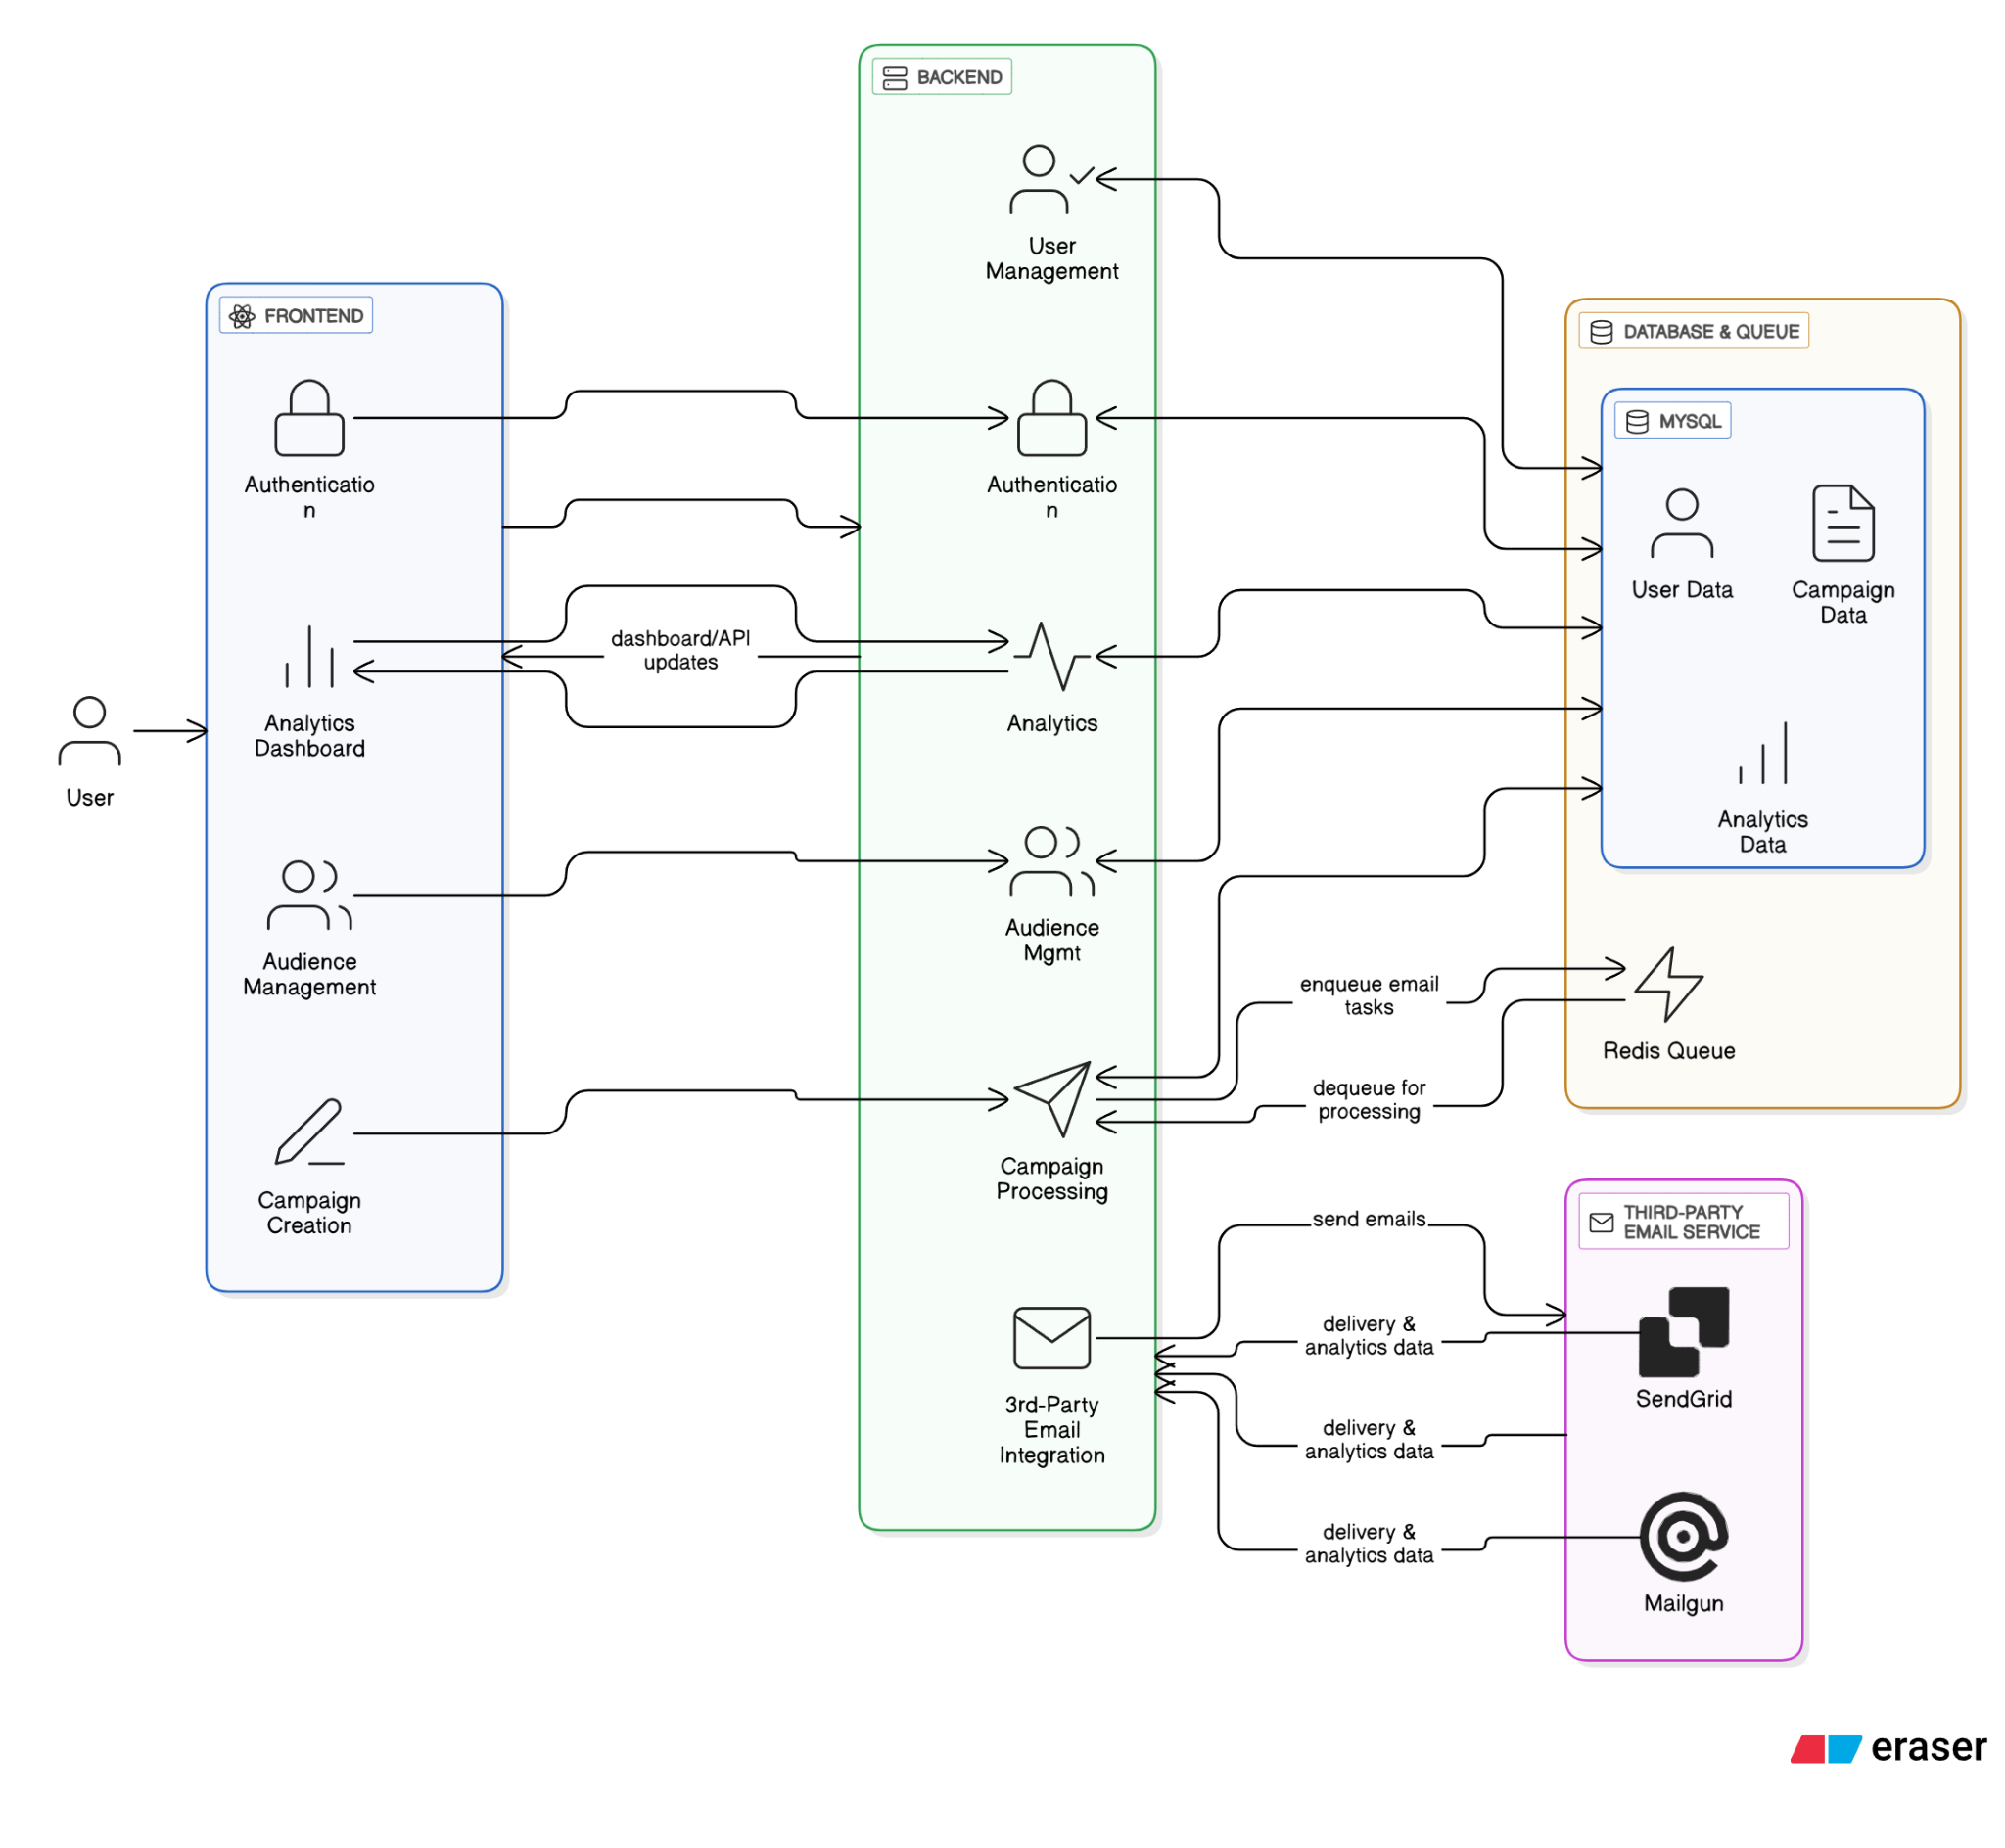 BACKEND
User
Management
FRONTEND
DATABASE & QUEUE
MYSQL
Authenticatio
n
Authenticatio
n
User Data
Campaign
Data
dashboard/API
updates
Analytics
Dashboard
Analytics
User
Analytics
Data
Audience
Management
Audience
Mgmt
enqueue email
tasks
Redis Queue
dequeue for
processing
Campaign
Creation
Campaign
Processing
send emails
THIRD-PARTY
EMAIL SERVICE
delivery &
analytics data
SendGrid
3rd-Party
Email
Integration
delivery &
analytics data
delivery &
analytics data
Mailgun
eraser